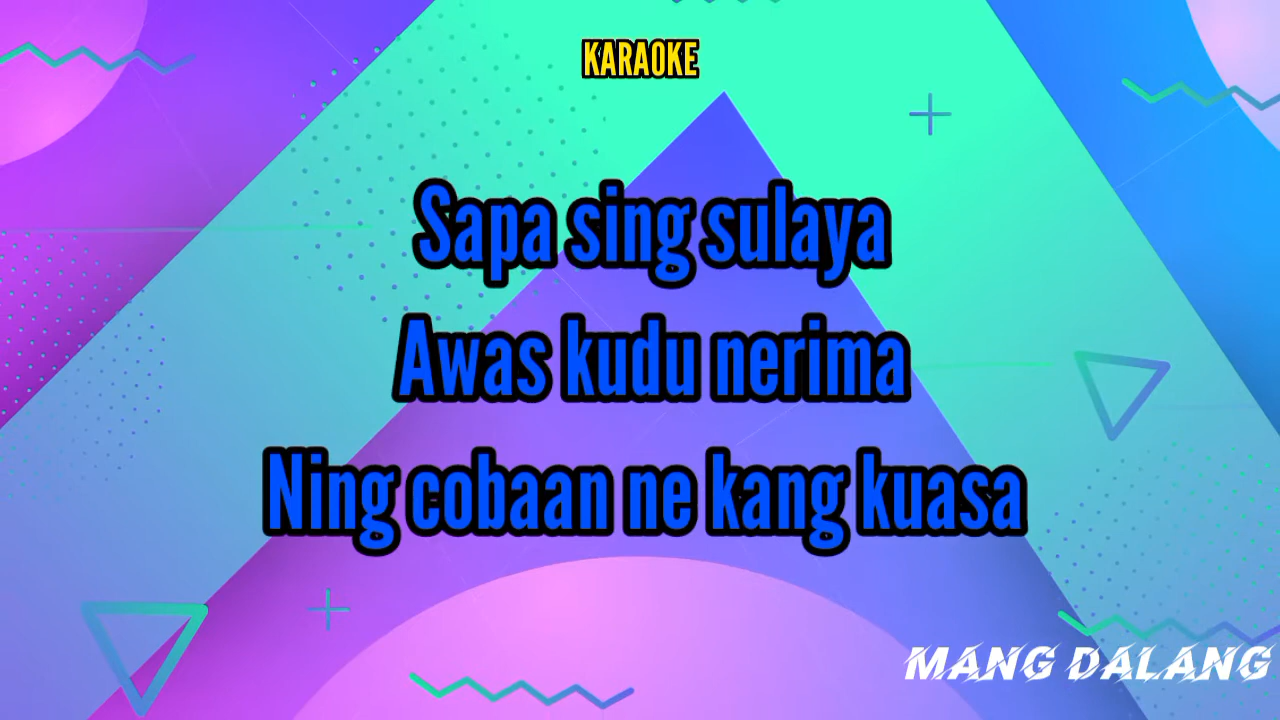 KARAOKE
Sapa sing sulaya
Awas kudu nerima
Ning cobaan ne kang kuasa
MANG DALANG